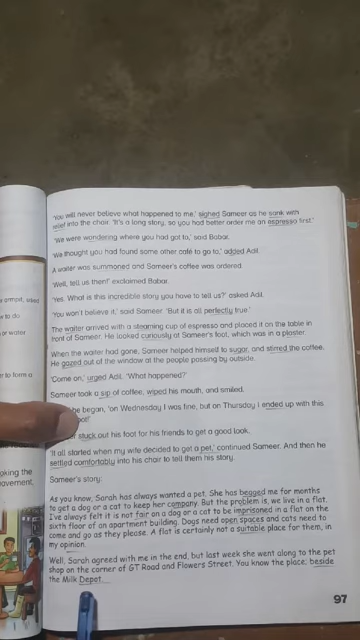 'You will never believe what happened to me,' sighed Sameer as he sank with
relief into the chair. 'It's a long story, so you had better order me an espresso first.'
'We were wondering where you had got to,' said Babar.
'We thought you had found some other café to go to,' added Adil.
A waiter was summoned and Sameer's coffee was ordered.
'Well, tell us then!' exclaimed Babar.
'Yes. What is this incredible story you have to tell us?' asked Adil.
'You won't believe it,' said Sameer. 'But it is all perfectly true.'
The waiter arrived with a steaming cup of espresso and placed it on the table in
front of Sameer. He looked curiously at Sameer's foot, which was in a plaster.
When the waiter had gone, Sameer helped himself to sugar, and stirred the coffee.
He gazed out of the window at the people passing by outside.
'Come on,' urged Adil. 'What happened?'
Sameer took a sip of coffee, wiped his mouth, and smiled.
he began, 'on Wednesday I was fine, but on Thursday I ended up with this
stuck out his foot for his friends to get a good look.
'It all started when my wife decided to get a pet,' continued Sameer. And then he
settled comfortably into his chair to tell them his story.
Sameer's story:
As you know, Sarah has always wanted a pet. She has begged me for months
to get a dog or a cat to keep her company. But the problem is, we live in a flat.
I've always felt it is not fair on a dog or a cat to be imprisoned in a flat on the
sixth floor of an apartment building. Dogs need open spaces and cats need to
come and go as they please. A flat is certainly not a suitable place for them, in
my opinion.
Well, Sarah agreed with me in the end, but last week she went along to the pet
shop on the corner of GT Road and Flowers Street. You know the place; beside
the Milk Depot.
97
to do
or water
r to form a
oking the